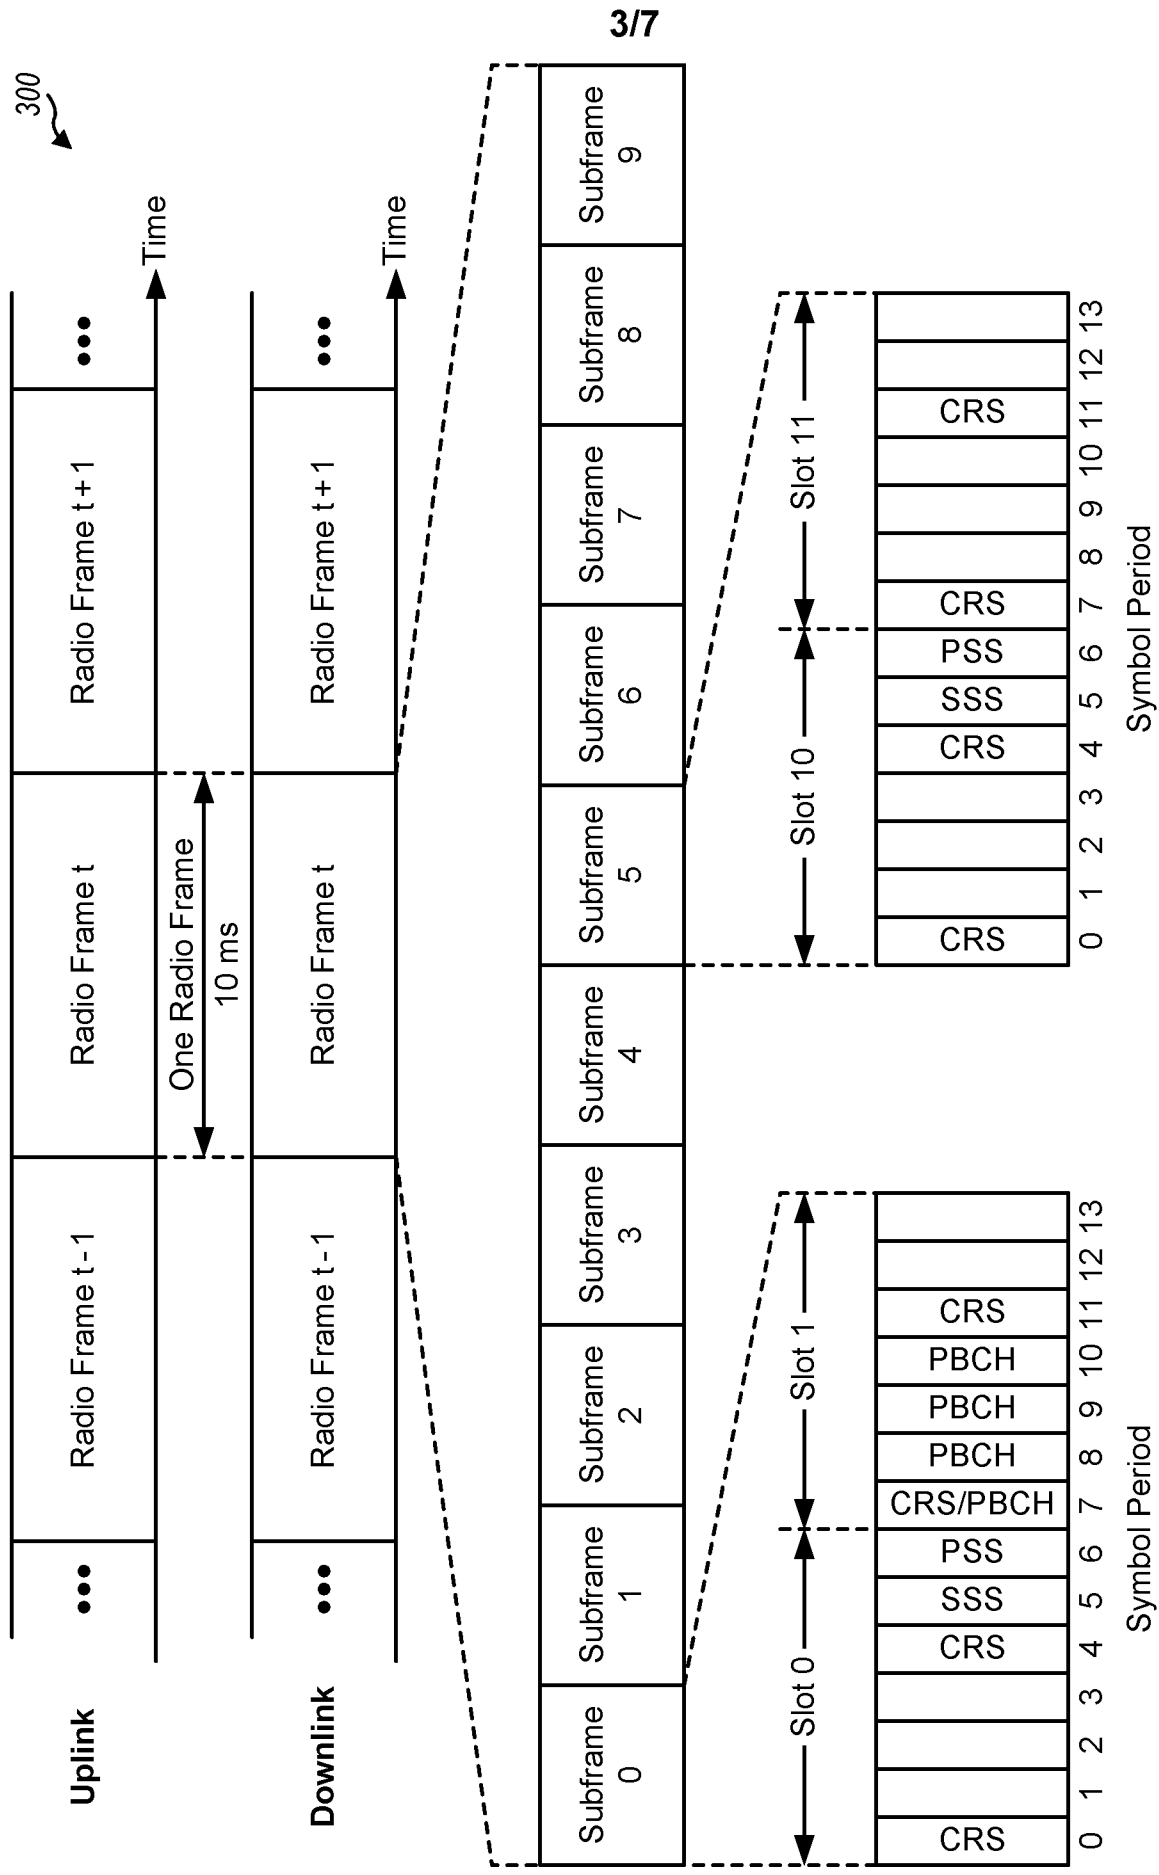 3/7
300
Uplink
•••
Radio Frame t - 1
Radio Frame t
Radio Frame t + 1
•••
Time
One Radio Frame
10 ms
Downlink
•••
Radio Frame t - 1
Radio Frame t
Radio Frame t + 1
•••
Time
Subframe
0
Subframe
1
Subframe
2
Subframe
3
Subframe
4
Subframe
5
Subframe
6
Subframe
7
Subframe
8
Subframe
9
Slot 0
Slot 1
CRS
CRS
SSS
PSS
CRS/PBCH
PBCH
PBCH
PBCH
CRS
0 1 2 3 4 5 6 7 8 9 10 11 12 13
Symbol Period
Slot 10
Slot 11
CRS
CRS
SSS
PSS
CRS
CRS
0 1 2 3 4 5 6 7 8 9 10 11 12 13
Symbol Period